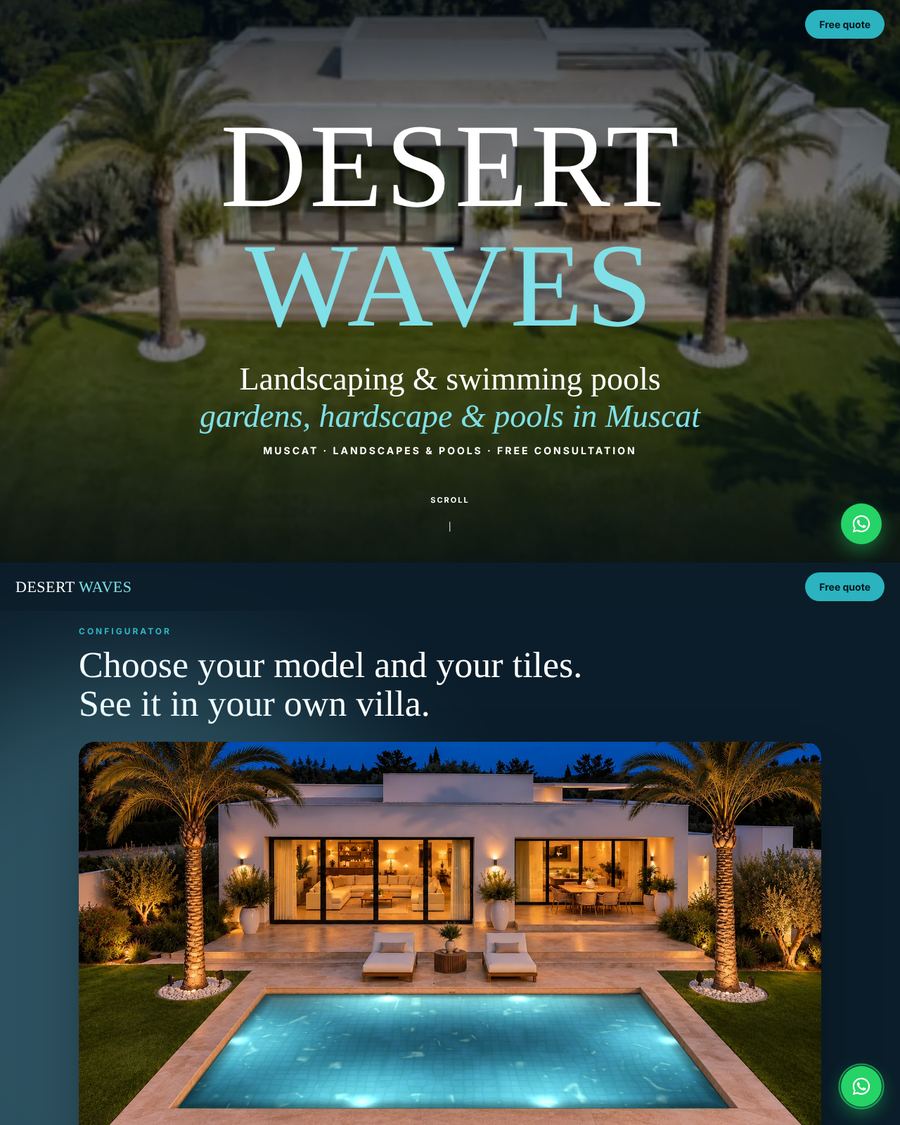 Free quote
DESERT
WAVES
Landscaping & swimming pools
gardens, hardscape & pools in Muscat
MUSCAT · LANDSCAPES & POOLS · FREE CONSULTATION
SCROLL
DESERT WAVES
Free quote
CONFIGURATOR
Choose your model and your tiles.
See it in your own villa.